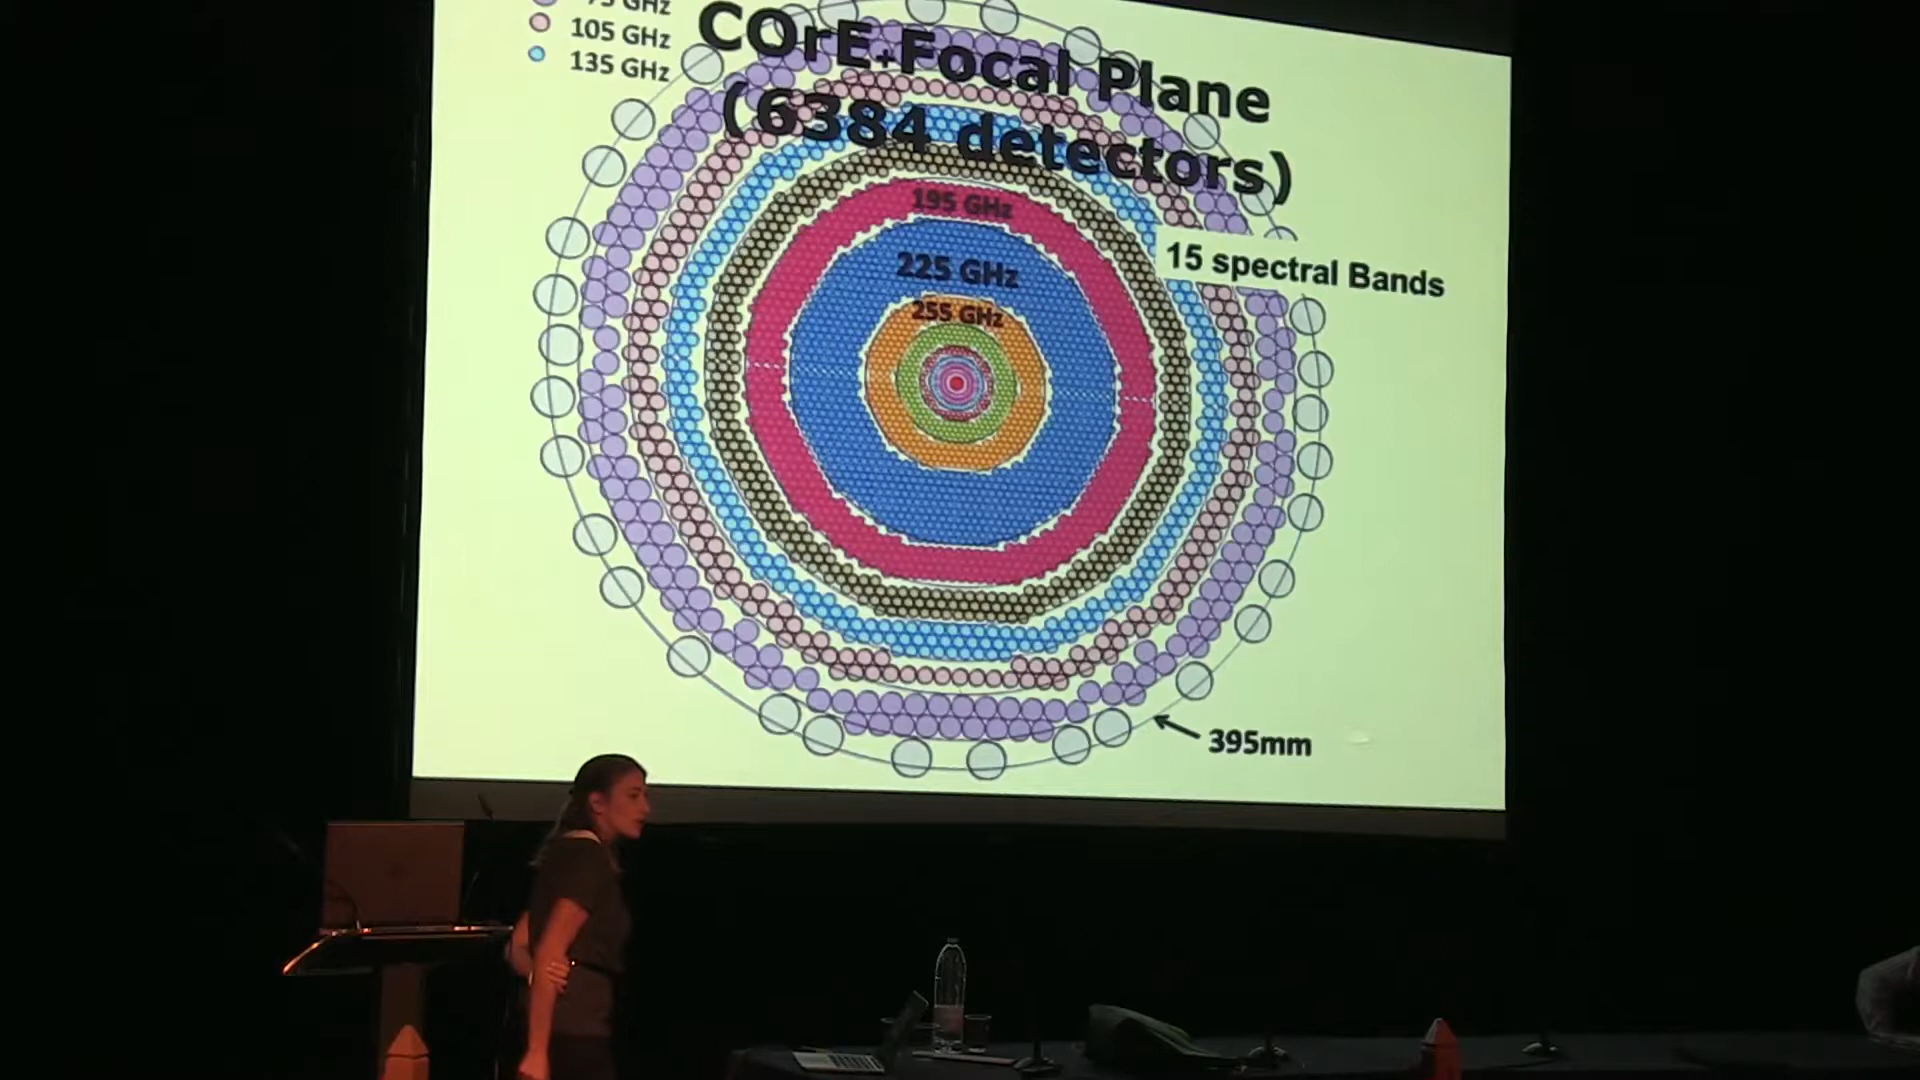 GHz
105 GHz
135 GHz
COrE+Focal Plane
(6384 detectors)
195 GHz
15 spectral Bands
225 GHz
255 GHz
395mm